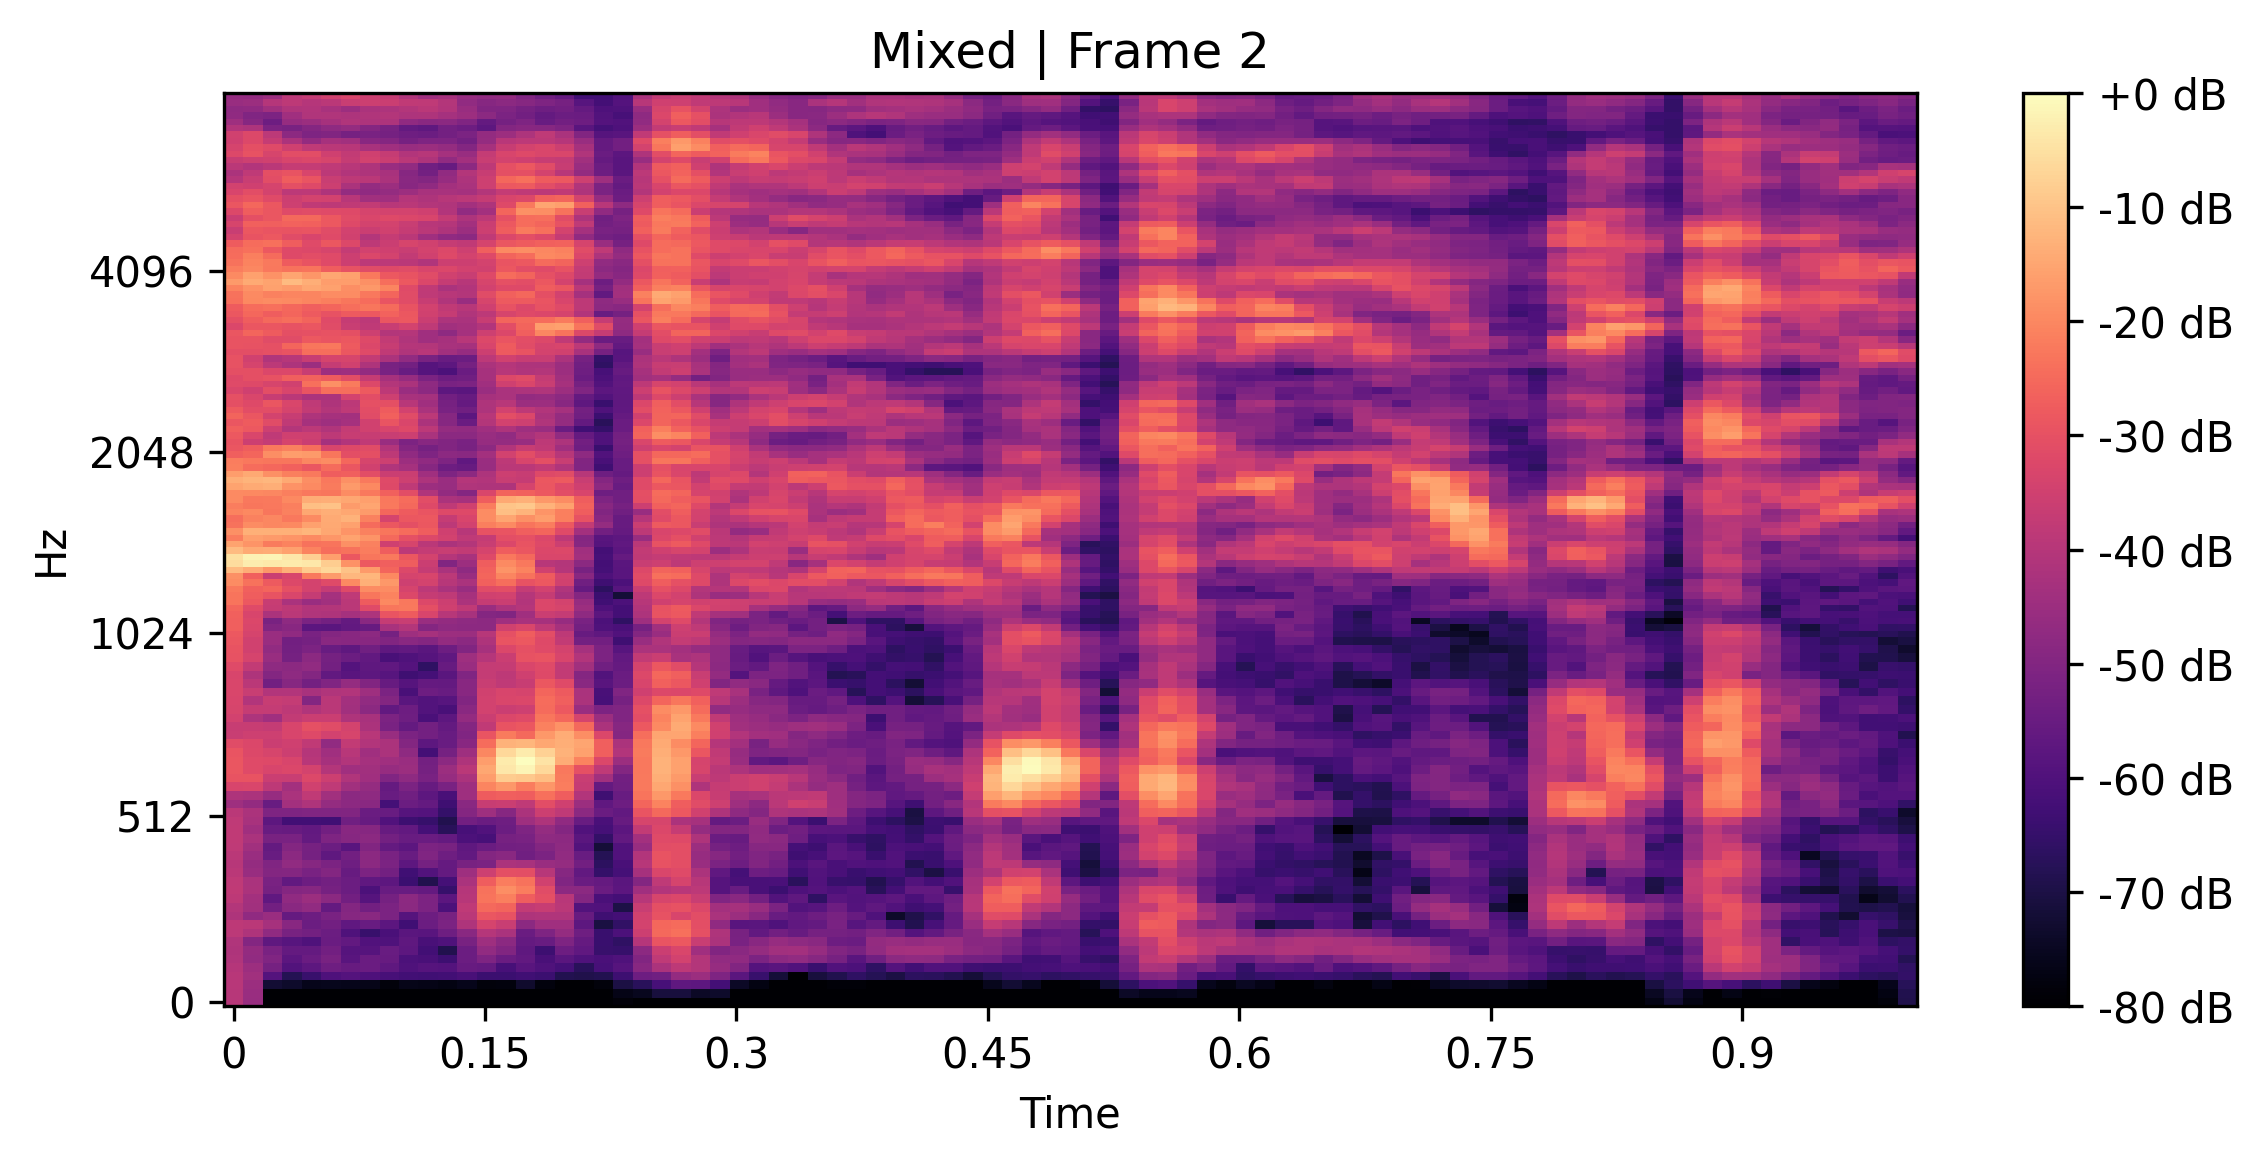 Mixed | Frame 2
+0 dB
-10 dB
-20 dB
-30 dB
-40 dB
-50 dB
-60 dB
-70 dB
-80 dB
4096
2048
1024
512
0
Hz
0 0.15 0.3 0.45 0.6 0.75 0.9
Time